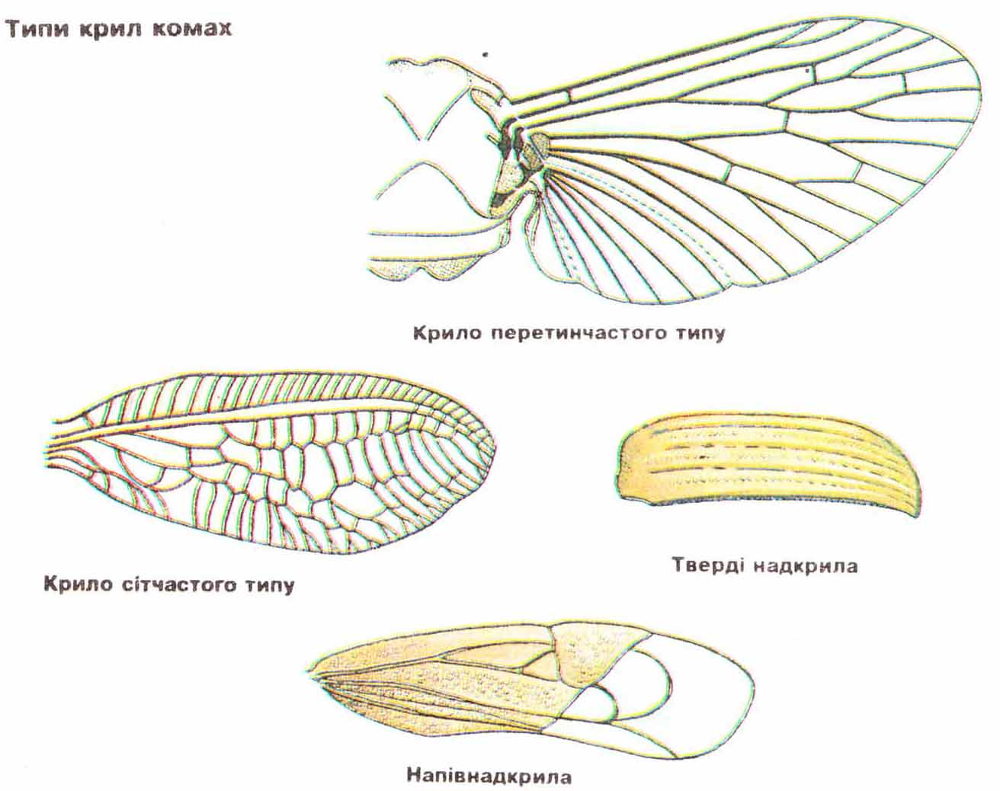 Типи крил комах
Крило перетинчастого типу
Крило сітчастого типу
Тверді надкрила
Напівнадкрила